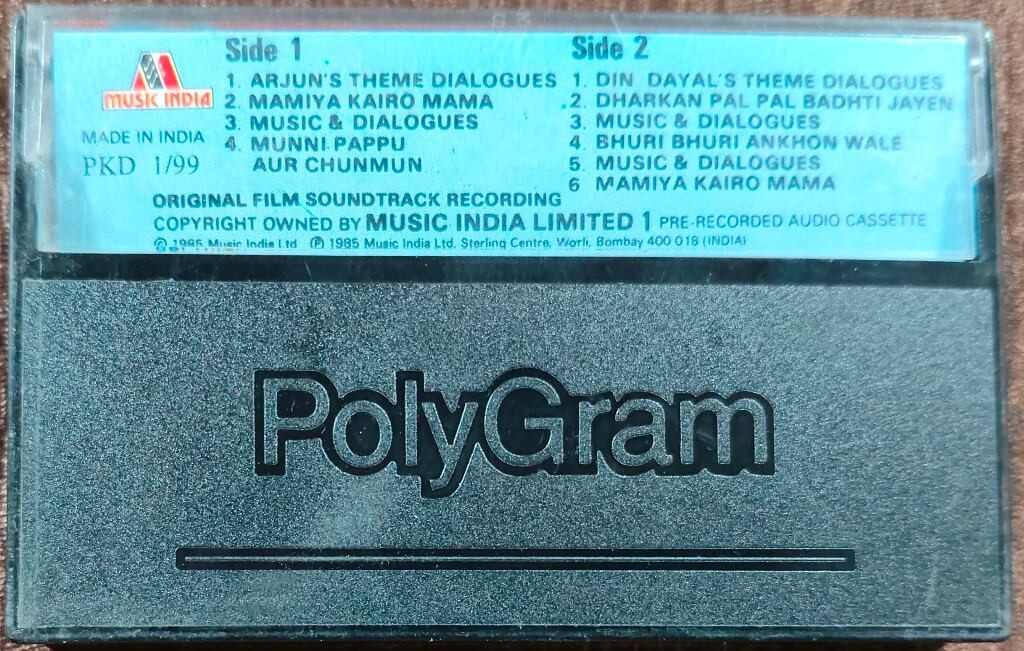 MUSIC INDIA
MADE IN INDIA
PKD 1/99
Side 1
1. ARJUN'S THEME DIALOGUES
2. MAMIYA KAIRO MAMA
3. MUSIC & DIALOGUES
4. MUNNI PAPPU
AUR CHUNMUN
Side 2
1. DIN DAYAL'S THEME DIALOGUES
2. DHARKAN PAL PAL BADHTI JAYEN
3. MUSIC & DIALOGUES
4. BHURI BHURI ANKHON WALE
5. MUSIC & DIALOGUES
6 MAMIYA KAIRO MAMA
ORIGINAL FILM SOUNDTRACK RECORDING
COPYRIGHT OWNED BY MUSIC INDIA LIMITED 1 PRE-RECORDED AUDIO CASSETTE
© 1985 Music India Ltd ℗ 1985 Music India Ltd. Sterling Centre, Worli, Bombay 400 018 (INDIA)
PolyGram